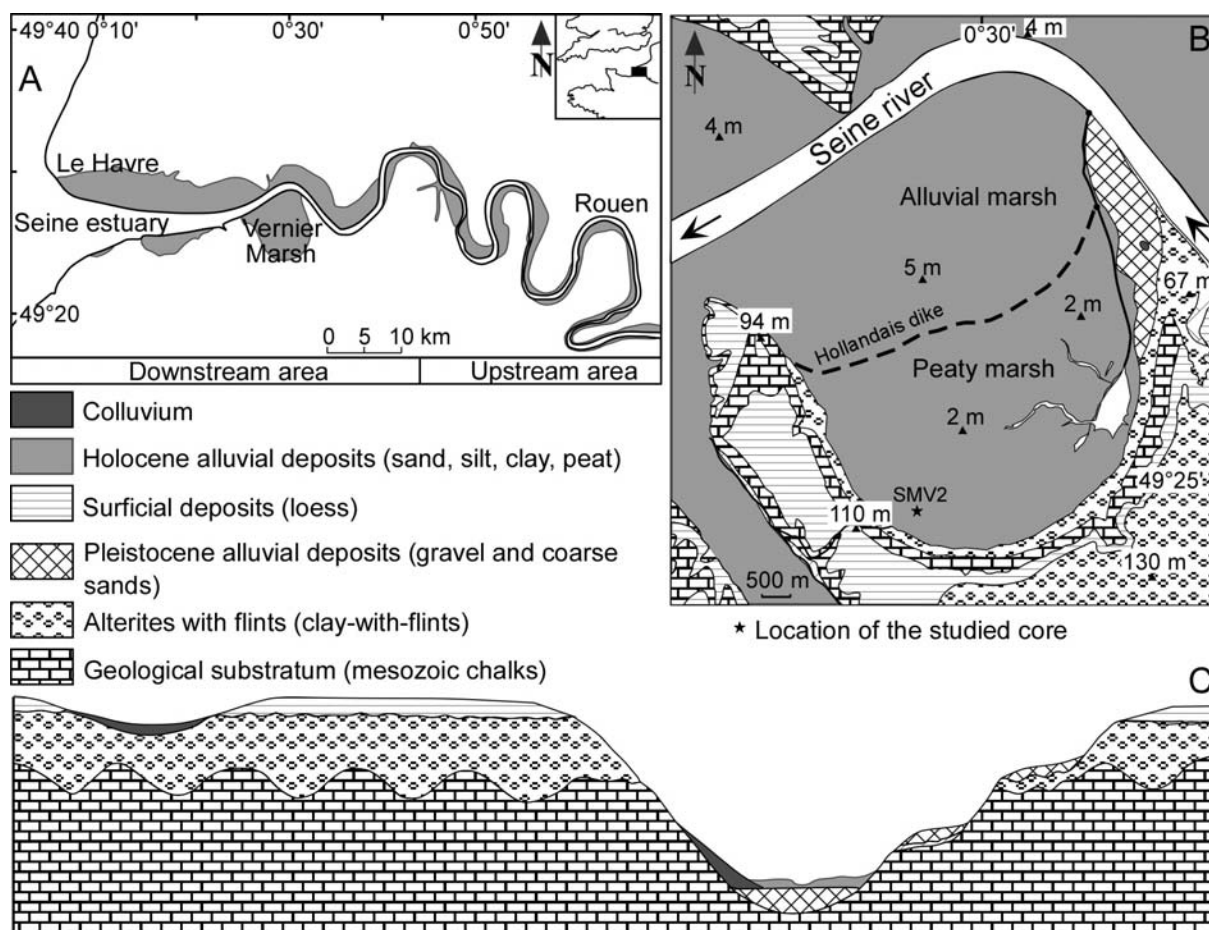 49°40
0°10'
0°30'
0°50'
A
N
Le Havre
Seine estuary
Vernier
Marsh
Rouen
49°20
0 5 10 km
Downstream area
Upstream area
B
N
0°30'
4 m
4 m
Seine river
Alluvial marsh
5 m
2 m
67 m
94 m
Hollandais dike
Peaty marsh
2 m
49°25'
SMV2
110 m
130 m
500 m
★ Location of the studied core
Colluvium
Holocene alluvial deposits (sand, silt, clay, peat)
Surficial deposits (loess)
Pleistocene alluvial deposits (gravel and coarse
sands)
Alterites with flints (clay-with-flints)
Geological substratum (mesozoic chalks)
C